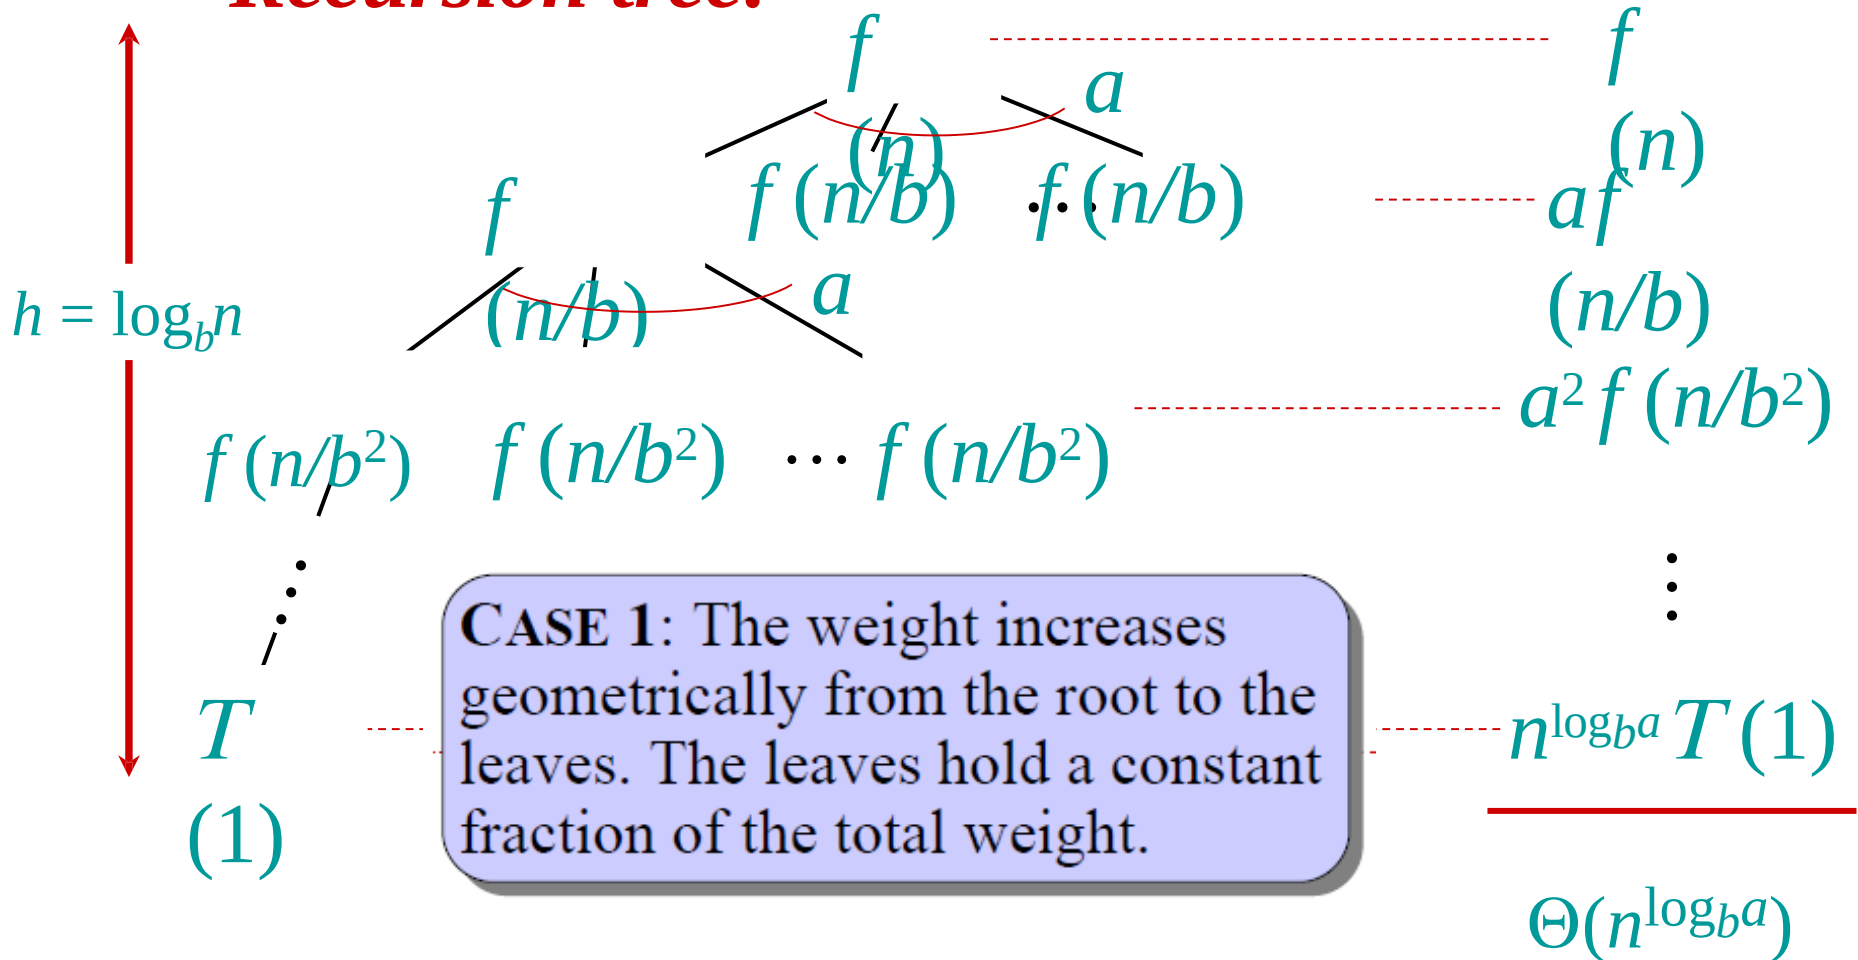 Recursion tree:
f f
a
(n) (n)
f (n/b) f (n/b) … f (n/b) af
(n/b)
a
h = log_b n
a² f (n/b²)
f (n/b²) f (n/b²) … f (n/b²)
⋮
CASE 1: The weight increases
geometrically from the root to the
leaves. The leaves hold a constant
fraction of the total weight.
T
(1)
n^{log_b a} T (1)
Θ(n^{log_b a})